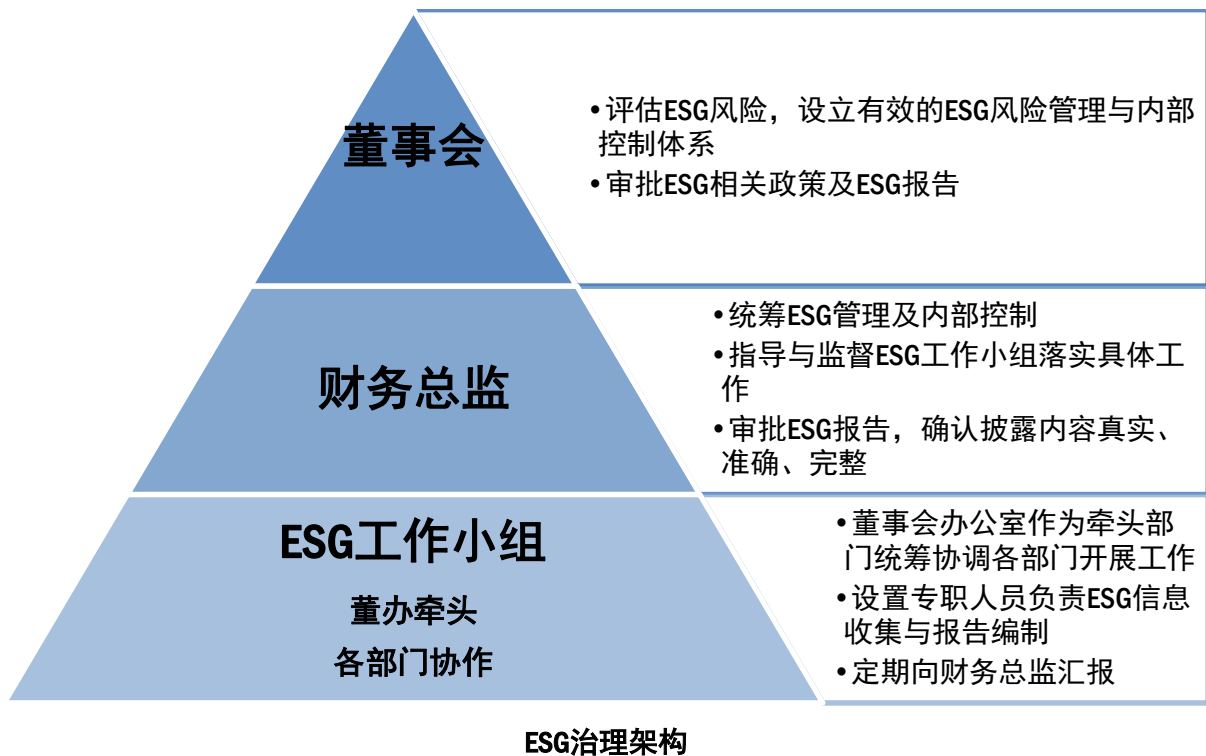 董事会
•评估ESG风险，设立有效的ESG风险管理与内部
控制体系
•审批ESG相关政策及ESG报告
财务总监
•统筹ESG管理及内部控制
•指导与监督ESG工作小组落实具体工
作
•审批ESG报告，确认披露内容真实、
准确、完整
ESG工作小组
董办牵头
各部门协作
•董事会办公室作为牵头部
门统筹协调各部门开展工作
•设置专职人员负责ESG信息
收集与报告编制
•定期向财务总监汇报
ESG治理架构